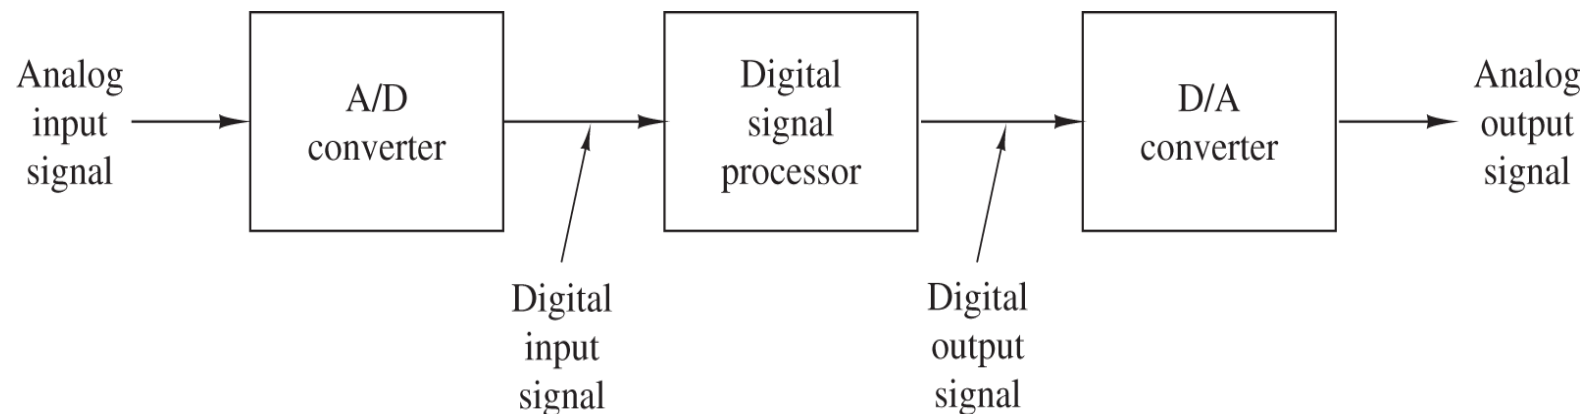 Analog
input
signal
A/D
converter
Digital
input
signal
Digital
signal
processor
Digital
output
signal
D/A
converter
Analog
output
signal